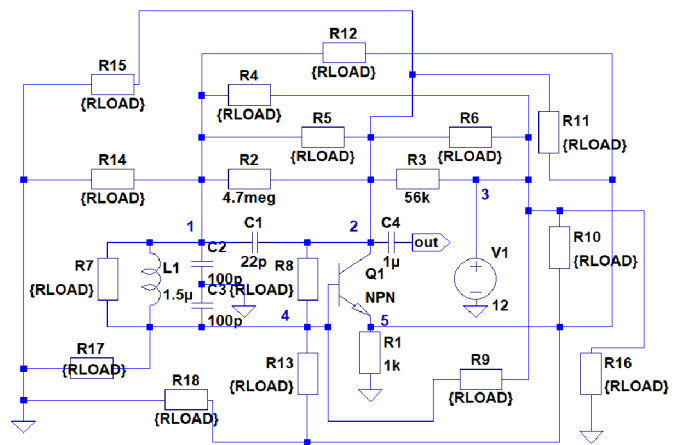 R12
{RLOAD}
R15
{RLOAD}
R4
{RLOAD}
R5
{RLOAD}
R6
{RLOAD}
R11
{RLOAD}
R14
{RLOAD}
R2
4.7meg
R3
56k
3
1
C1
22p
2
C4
1µ
out
R10
{RLOAD}
R7
{RLOAD}
L1
1.5µ
C2
100p
C3
100p
R8
{RLOAD}
Q1
NPN
V1
12
4
5
R1
1k
R17
{RLOAD}
R13
{RLOAD}
R9
{RLOAD}
R16
{RLOAD}
R18
{RLOAD}